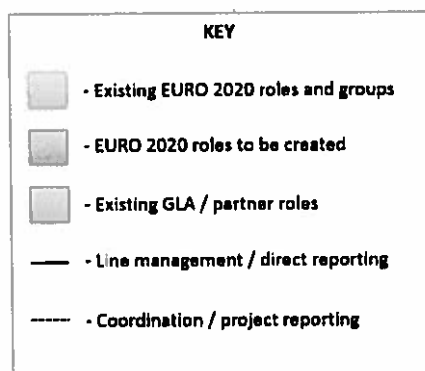 KEY
- Existing EURO 2020 roles and groups
- EURO 2020 roles to be created
- Existing GLA / partner roles
- Line management / direct reporting
- Coordination / project reporting